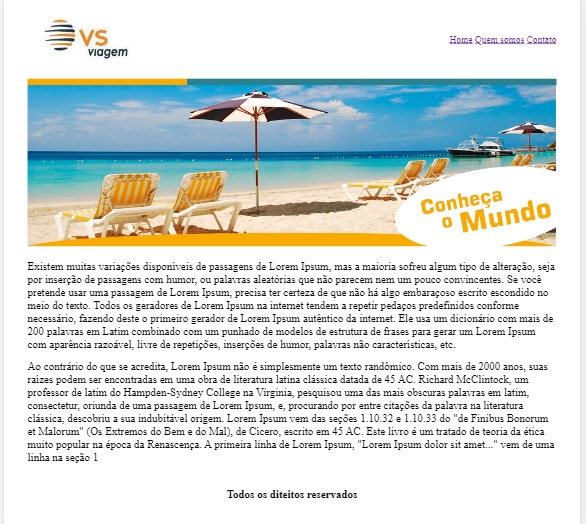 VS
viagem
Home Quem somos Contato
Conheça
o Mundo
Existem muitas variações disponíveis de passagens de Lorem Ipsum, mas a maioria sofreu algum tipo de alteração, seja
por inserção de passagens com humor, ou palavras aleatórias que não parecem nem um pouco convincentes. Se você
pretende usar uma passagem de Lorem Ipsum, precisa ter certeza de que não há algo embaraçoso escrito escondido no
meio do texto. Todos os geradores de Lorem Ipsum na internet tendem a repetir pedaços predefinidos conforme
necessário, fazendo deste o primeiro gerador de Lorem Ipsum autêntico da internet. Ele usa um dicionário com mais de
200 palavras em Latim combinado com um punhado de modelos de estrutura de frases para gerar um Lorem Ipsum
com aparência razoável, livre de repetições, inserções de humor, palavras não características, etc.
Ao contrário do que se acredita, Lorem Ipsum não é simplesmente um texto randômico. Com mais de 2000 anos, suas
raízes podem ser encontradas em uma obra de literatura latina clássica datada de 45 AC. Richard McClintock, um
professor de latim do Hampden-Sydney College na Virginia, pesquisou uma das mais obscuras palavras em latim,
consectetur, oriunda de uma passagem de Lorem Ipsum, e, procurando por entre citações da palavra na literatura
clássica, descobriu a sua indubitável origem. Lorem Ipsum vem das seções 1.10.32 e 1.10.33 do "de Finibus Bonorum
et Malorum" (Os Extremos do Bem e do Mal), de Cícero, escrito em 45 AC. Este livro é um tratado de teoria da ética
muito popular na época da Renascença. A primeira linha de Lorem Ipsum, "Lorem Ipsum dolor sit amet..." vem de uma
linha na seção 1
Todos os diteitos reservados